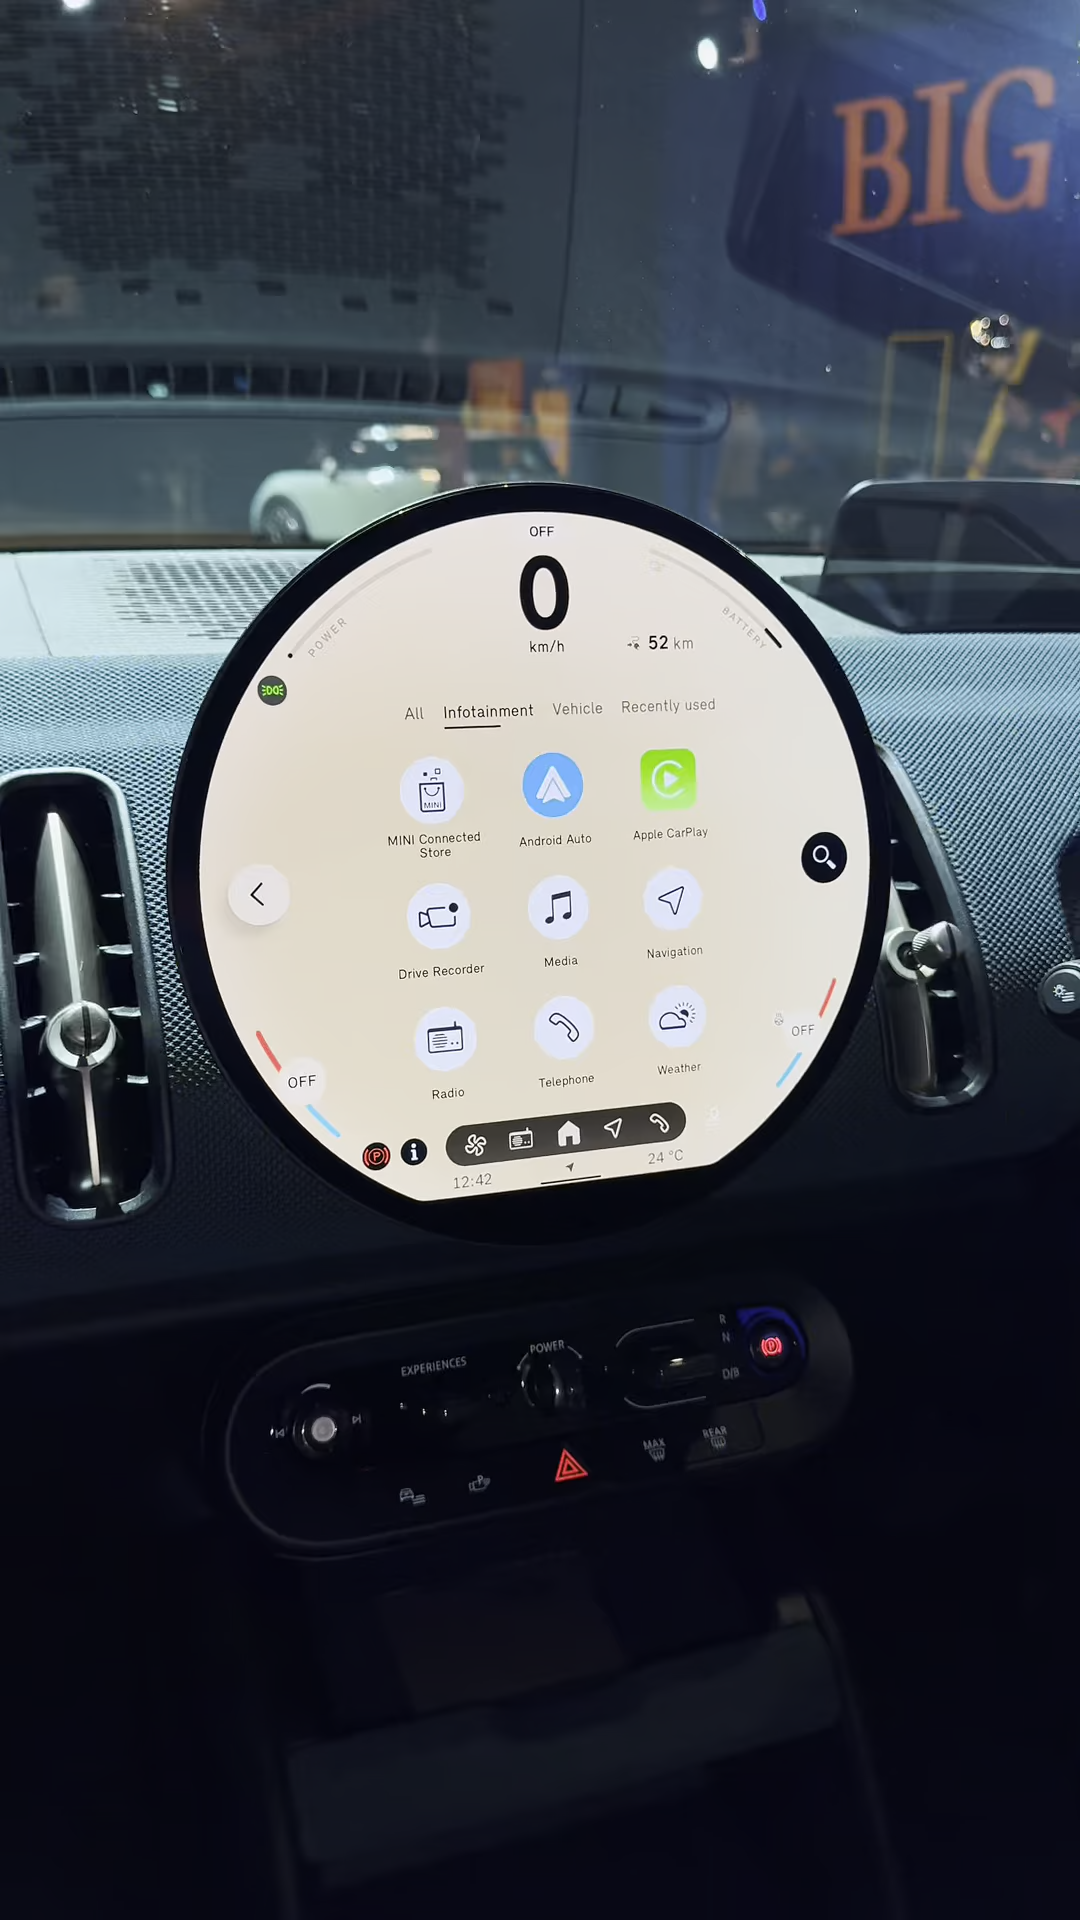 BIG
OFF
0
km/h
52 km
POWER
BATTERY
All Infotainment Vehicle Recently used
MINI
MINI Connected
Store
Android Auto
Apple CarPlay
Drive Recorder
Media
Navigation
Radio
Telephone
Weather
OFF
OFF
P
i
12:42
24 °C
EXPERIENCES
POWER
R
N
D/B
P
P
MAX
REAR